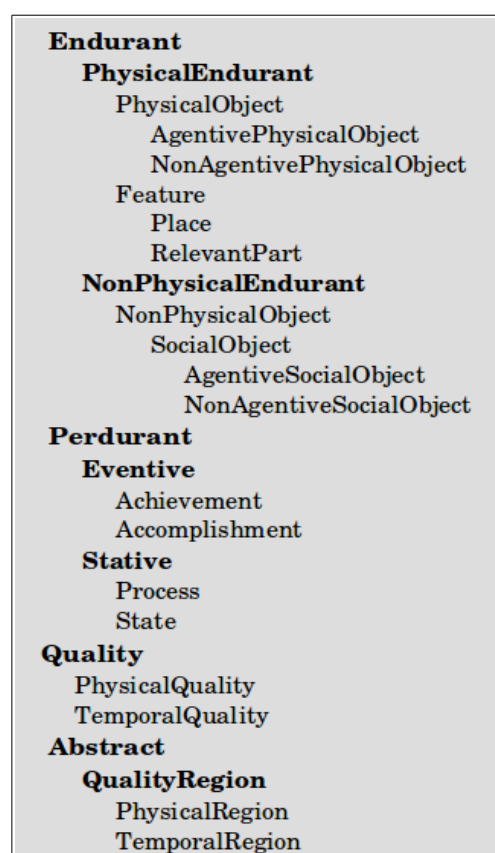 Endurant
PhysicalEndurant
PhysicalObject
AgentivePhysicalObject
NonAgentivePhysicalObject
Feature
Place
RelevantPart
NonPhysicalEndurant
NonPhysicalObject
SocialObject
AgentiveSocialObject
NonAgentiveSocialObject
Perdurant
Eventive
Achievement
Accomplishment
Stative
Process
State
Quality
PhysicalQuality
TemporalQuality
Abstract
QualityRegion
PhysicalRegion
TemporalRegion